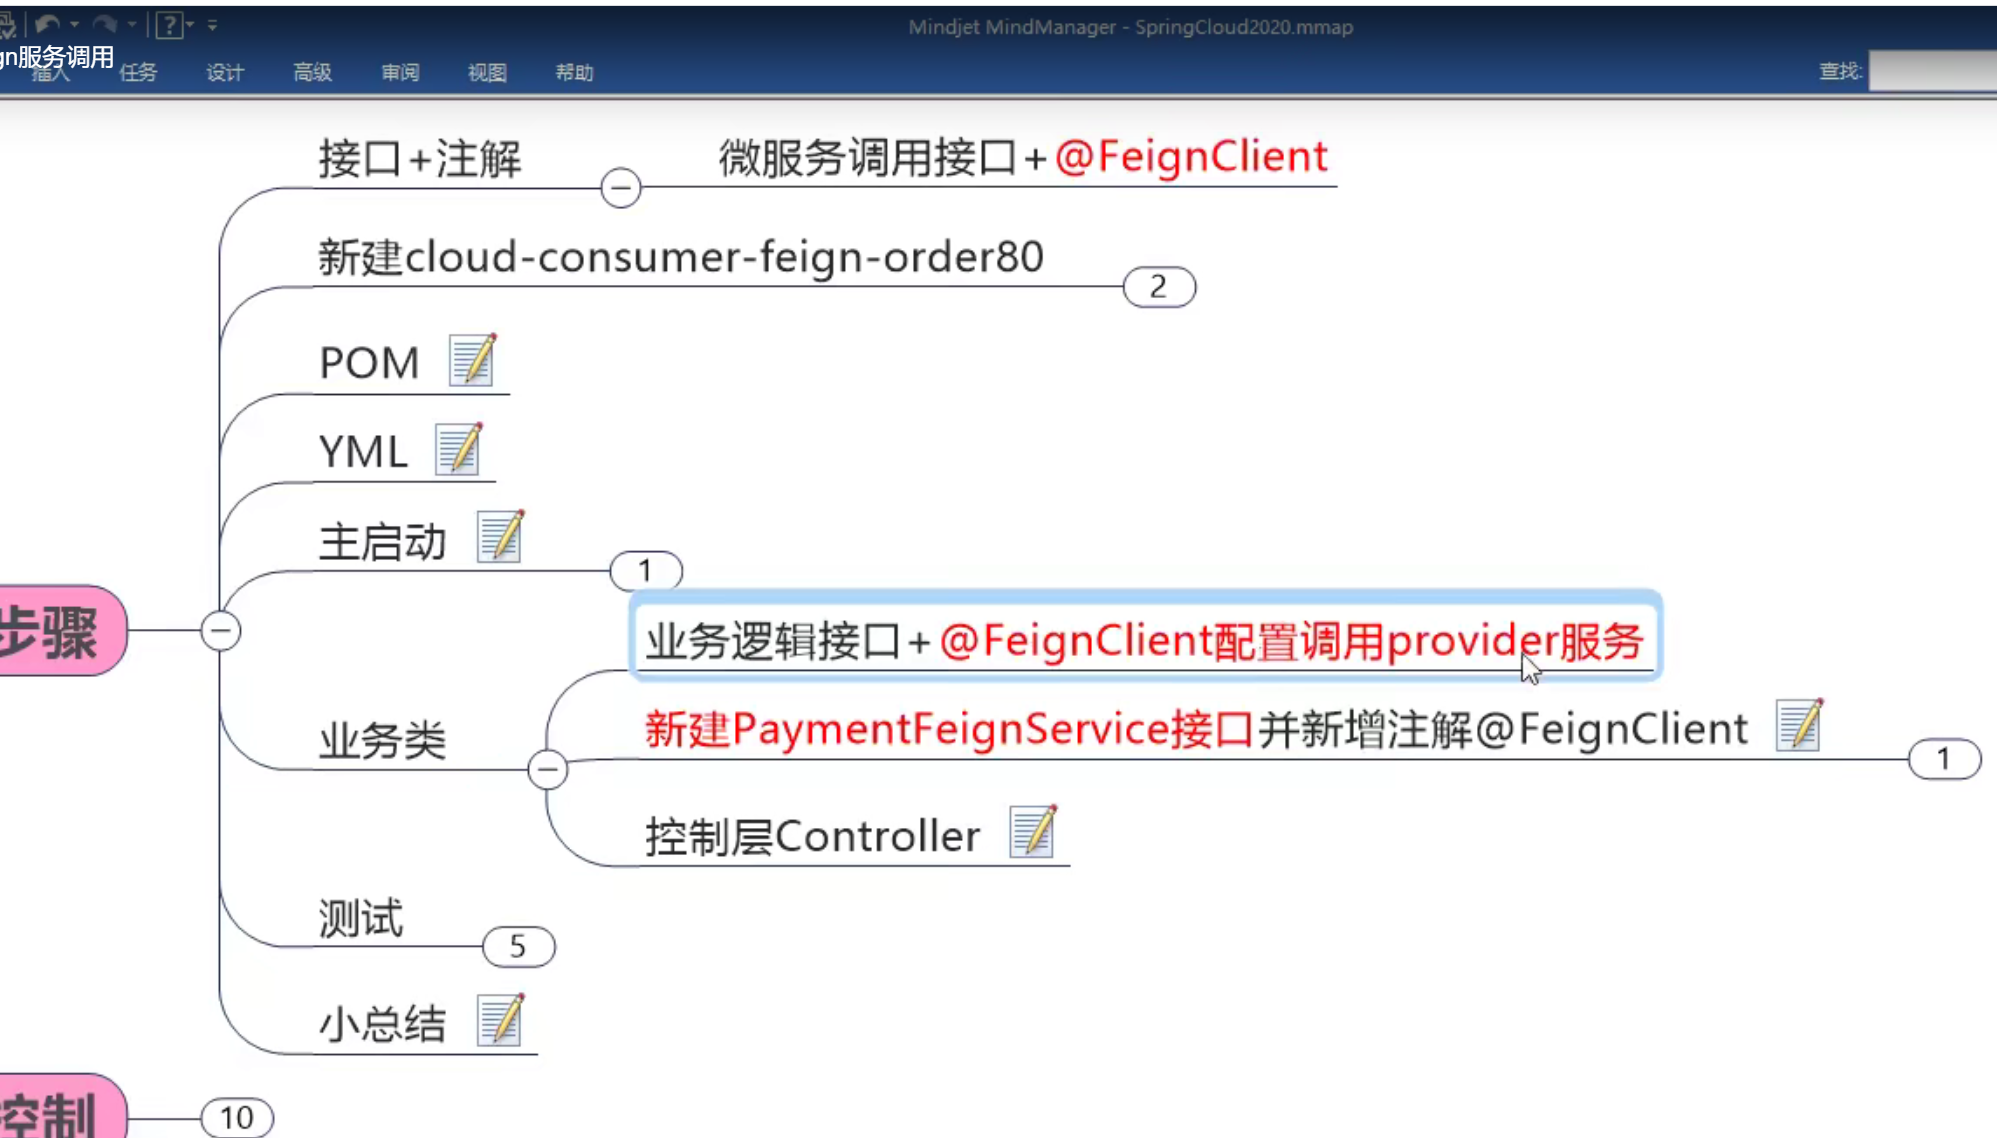 Mindjet MindManager - SpringCloud2020.mmap
gn服务调用
插入 任务 设计 高级 审阅 视图 帮助 查找:
接口+注解 微服务调用接口+@FeignClient
新建cloud-consumer-feign-order80 2
POM
YML
主启动 1
步骤
业务类
业务逻辑接口+@FeignClient配置调用provider服务
新建PaymentFeignService接口并新增注解@FeignClient 1
控制层Controller
测试 5
小总结
控制 10